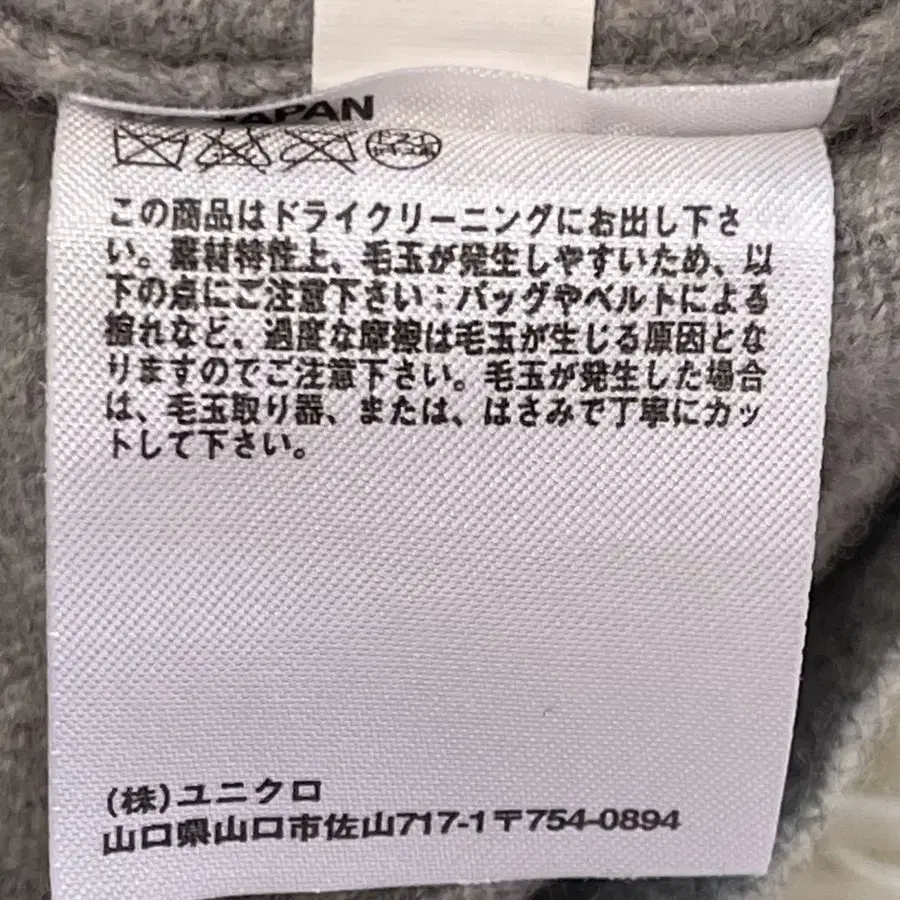 JAPAN
この商品はドライクリーニングにお出し下さ
い。素材特性上、毛玉が発生しやすいため、以
下の点にご注意下さい;バッグやベルトによる
擦れなど、過度な摩擦は毛玉が生じる原因とな
りますのでご注意下さい。毛玉が発生した場合
は、毛玉取り器、または、はさみで丁寧にカッ
トして下さい。
(株)ユニクロ
山口県山口市佐山717-1〒754-0894